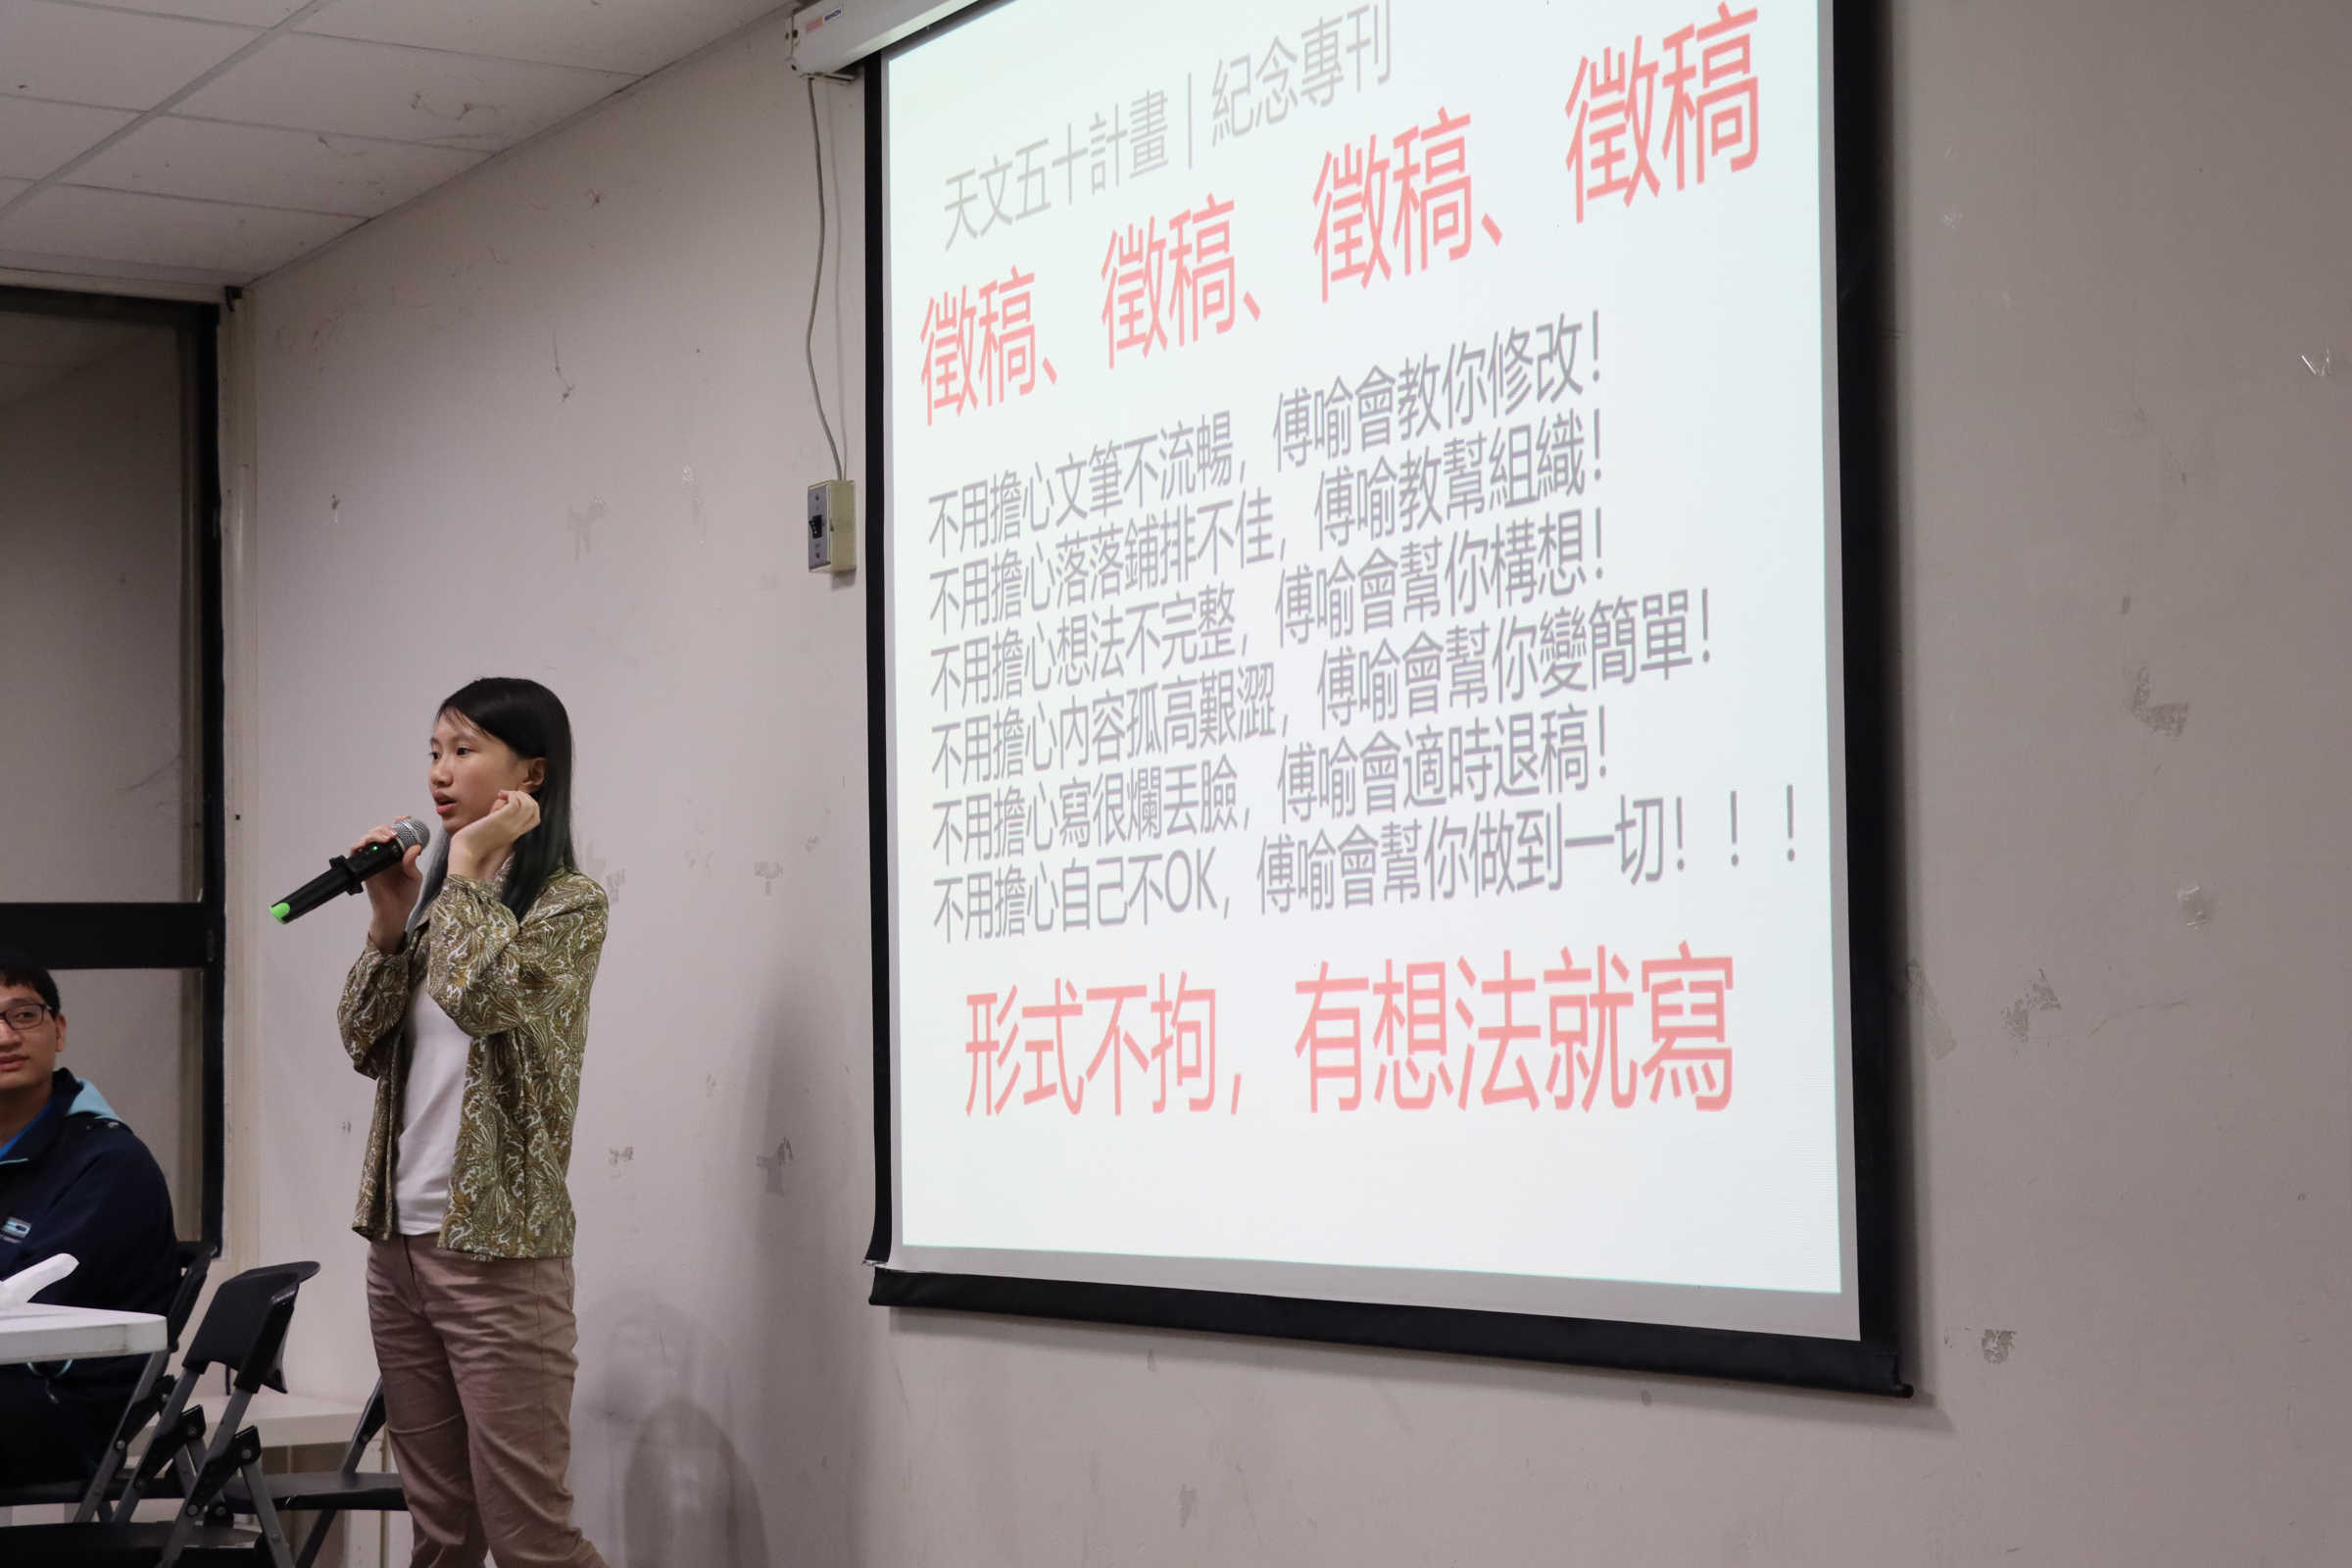 天文五十計畫 | 紀念專刊
徵稿、徵稿、徵稿、徵稿
不用擔心文筆不流暢，傅喻會教你修改！
不用擔心落落鋪排不佳，傅喻教幫組織！
不用擔心想法不完整，傅喻會幫你構想！
不用擔心內容孤高艱澀，傅喻會幫你變簡單！
不用擔心寫很爛丟臉，傅喻會適時退稿！
不用擔心自己不OK，傅喻會幫你做到一切！！！
形式不拘，有想法就寫